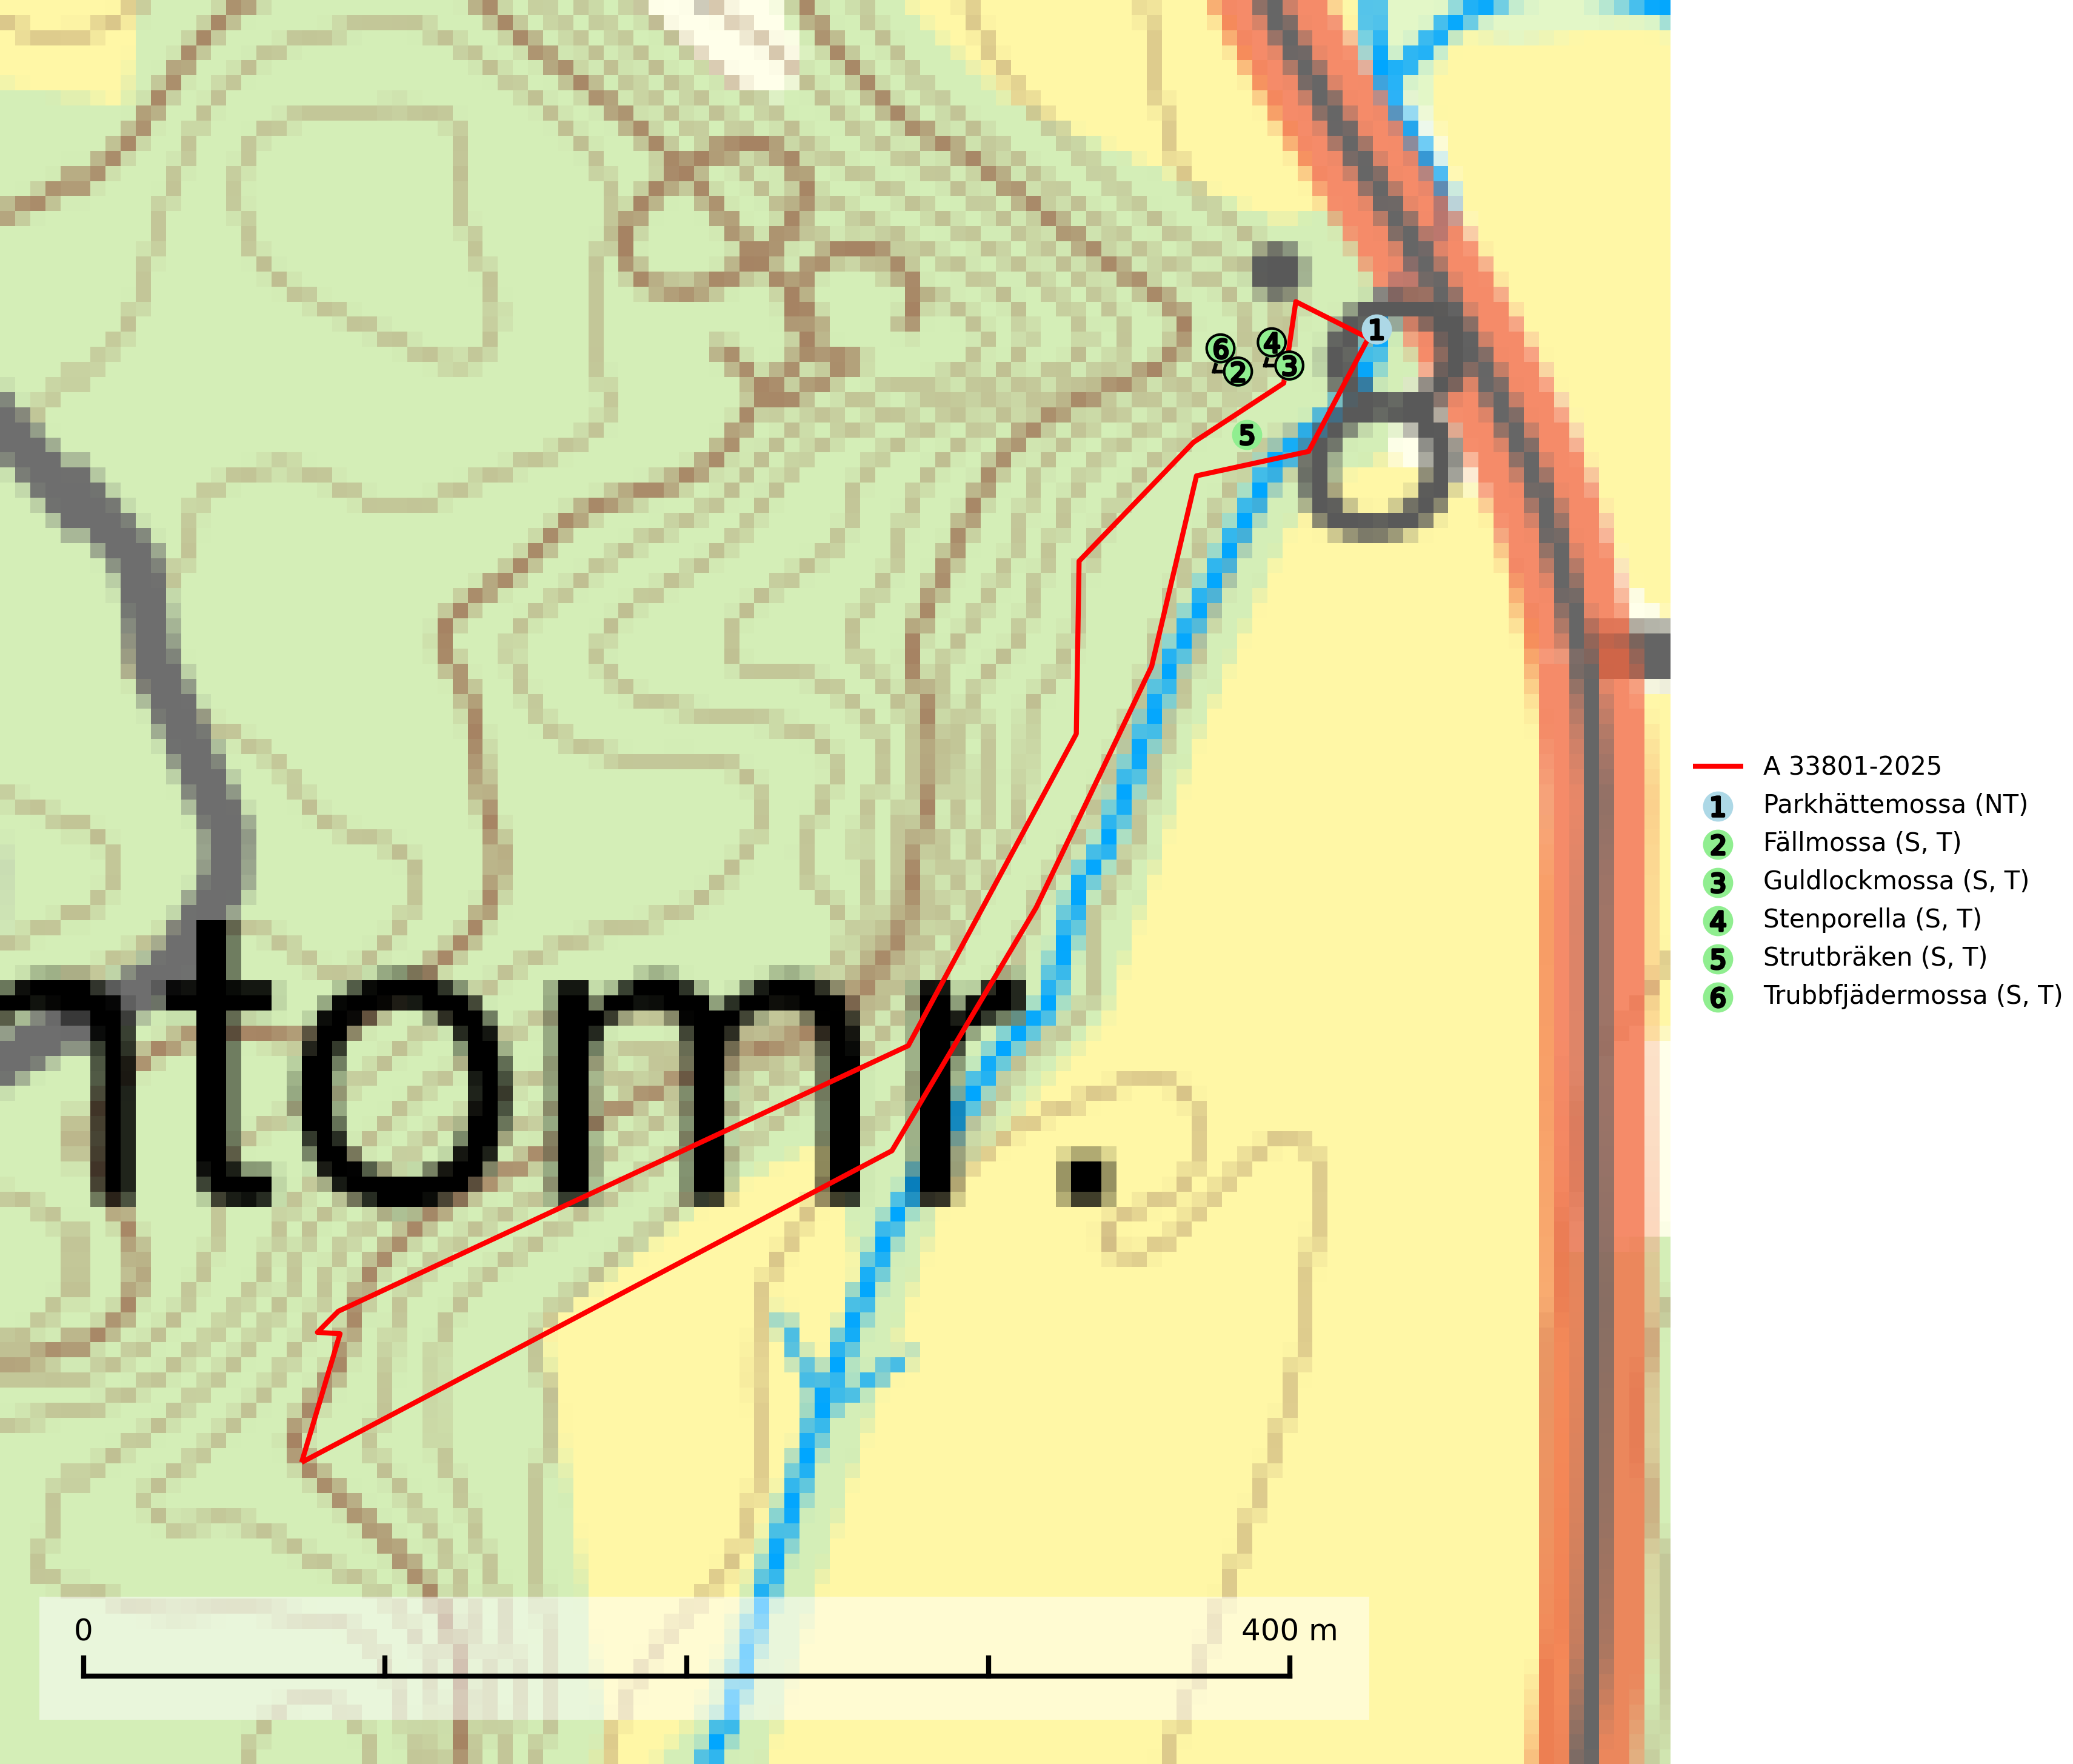 6
4
1
2
3
5
ntomr
0
400 m
A 33801-2025
1 Parkhättemossa (NT)
2 Fällmossa (S, T)
3 Guldlockmossa (S, T)
4 Stenporella (S, T)
5 Strutbräken (S, T)
6 Trubbfjädermossa (S, T)